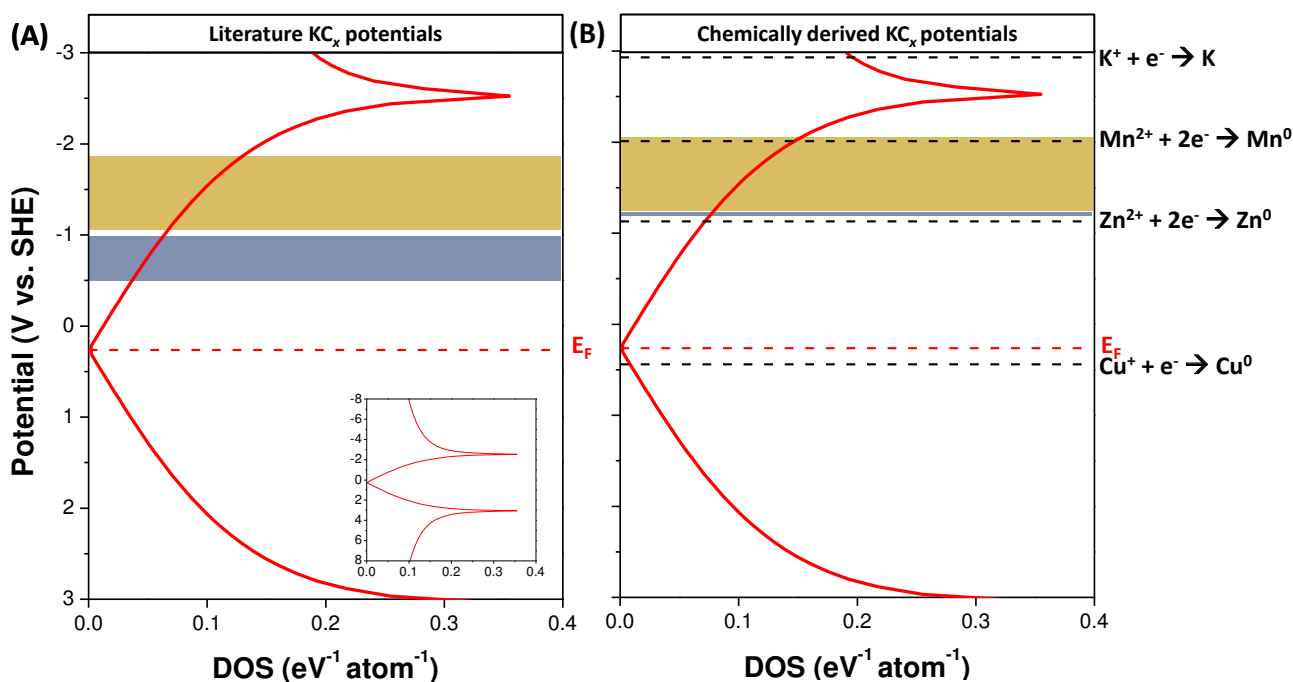 (A)
Literature KCₓ potentials
Potential (V vs. SHE)
-3
-2
-1
0
1
2
3
E_F
-8
-6
-4
-2
0
2
4
6
8
0.0 0.1 0.2 0.3 0.4
0.0 0.1 0.2 0.3 0.4
DOS (eV⁻¹ atom⁻¹)
(B)
Chemically derived KCₓ potentials
K⁺ + e⁻ → K
Mn²⁺ + 2e⁻ → Mn⁰
Zn²⁺ + 2e⁻ → Zn⁰
E_F
Cu⁺ + e⁻ → Cu⁰
0.0 0.1 0.2 0.3 0.4
DOS (eV⁻¹ atom⁻¹)